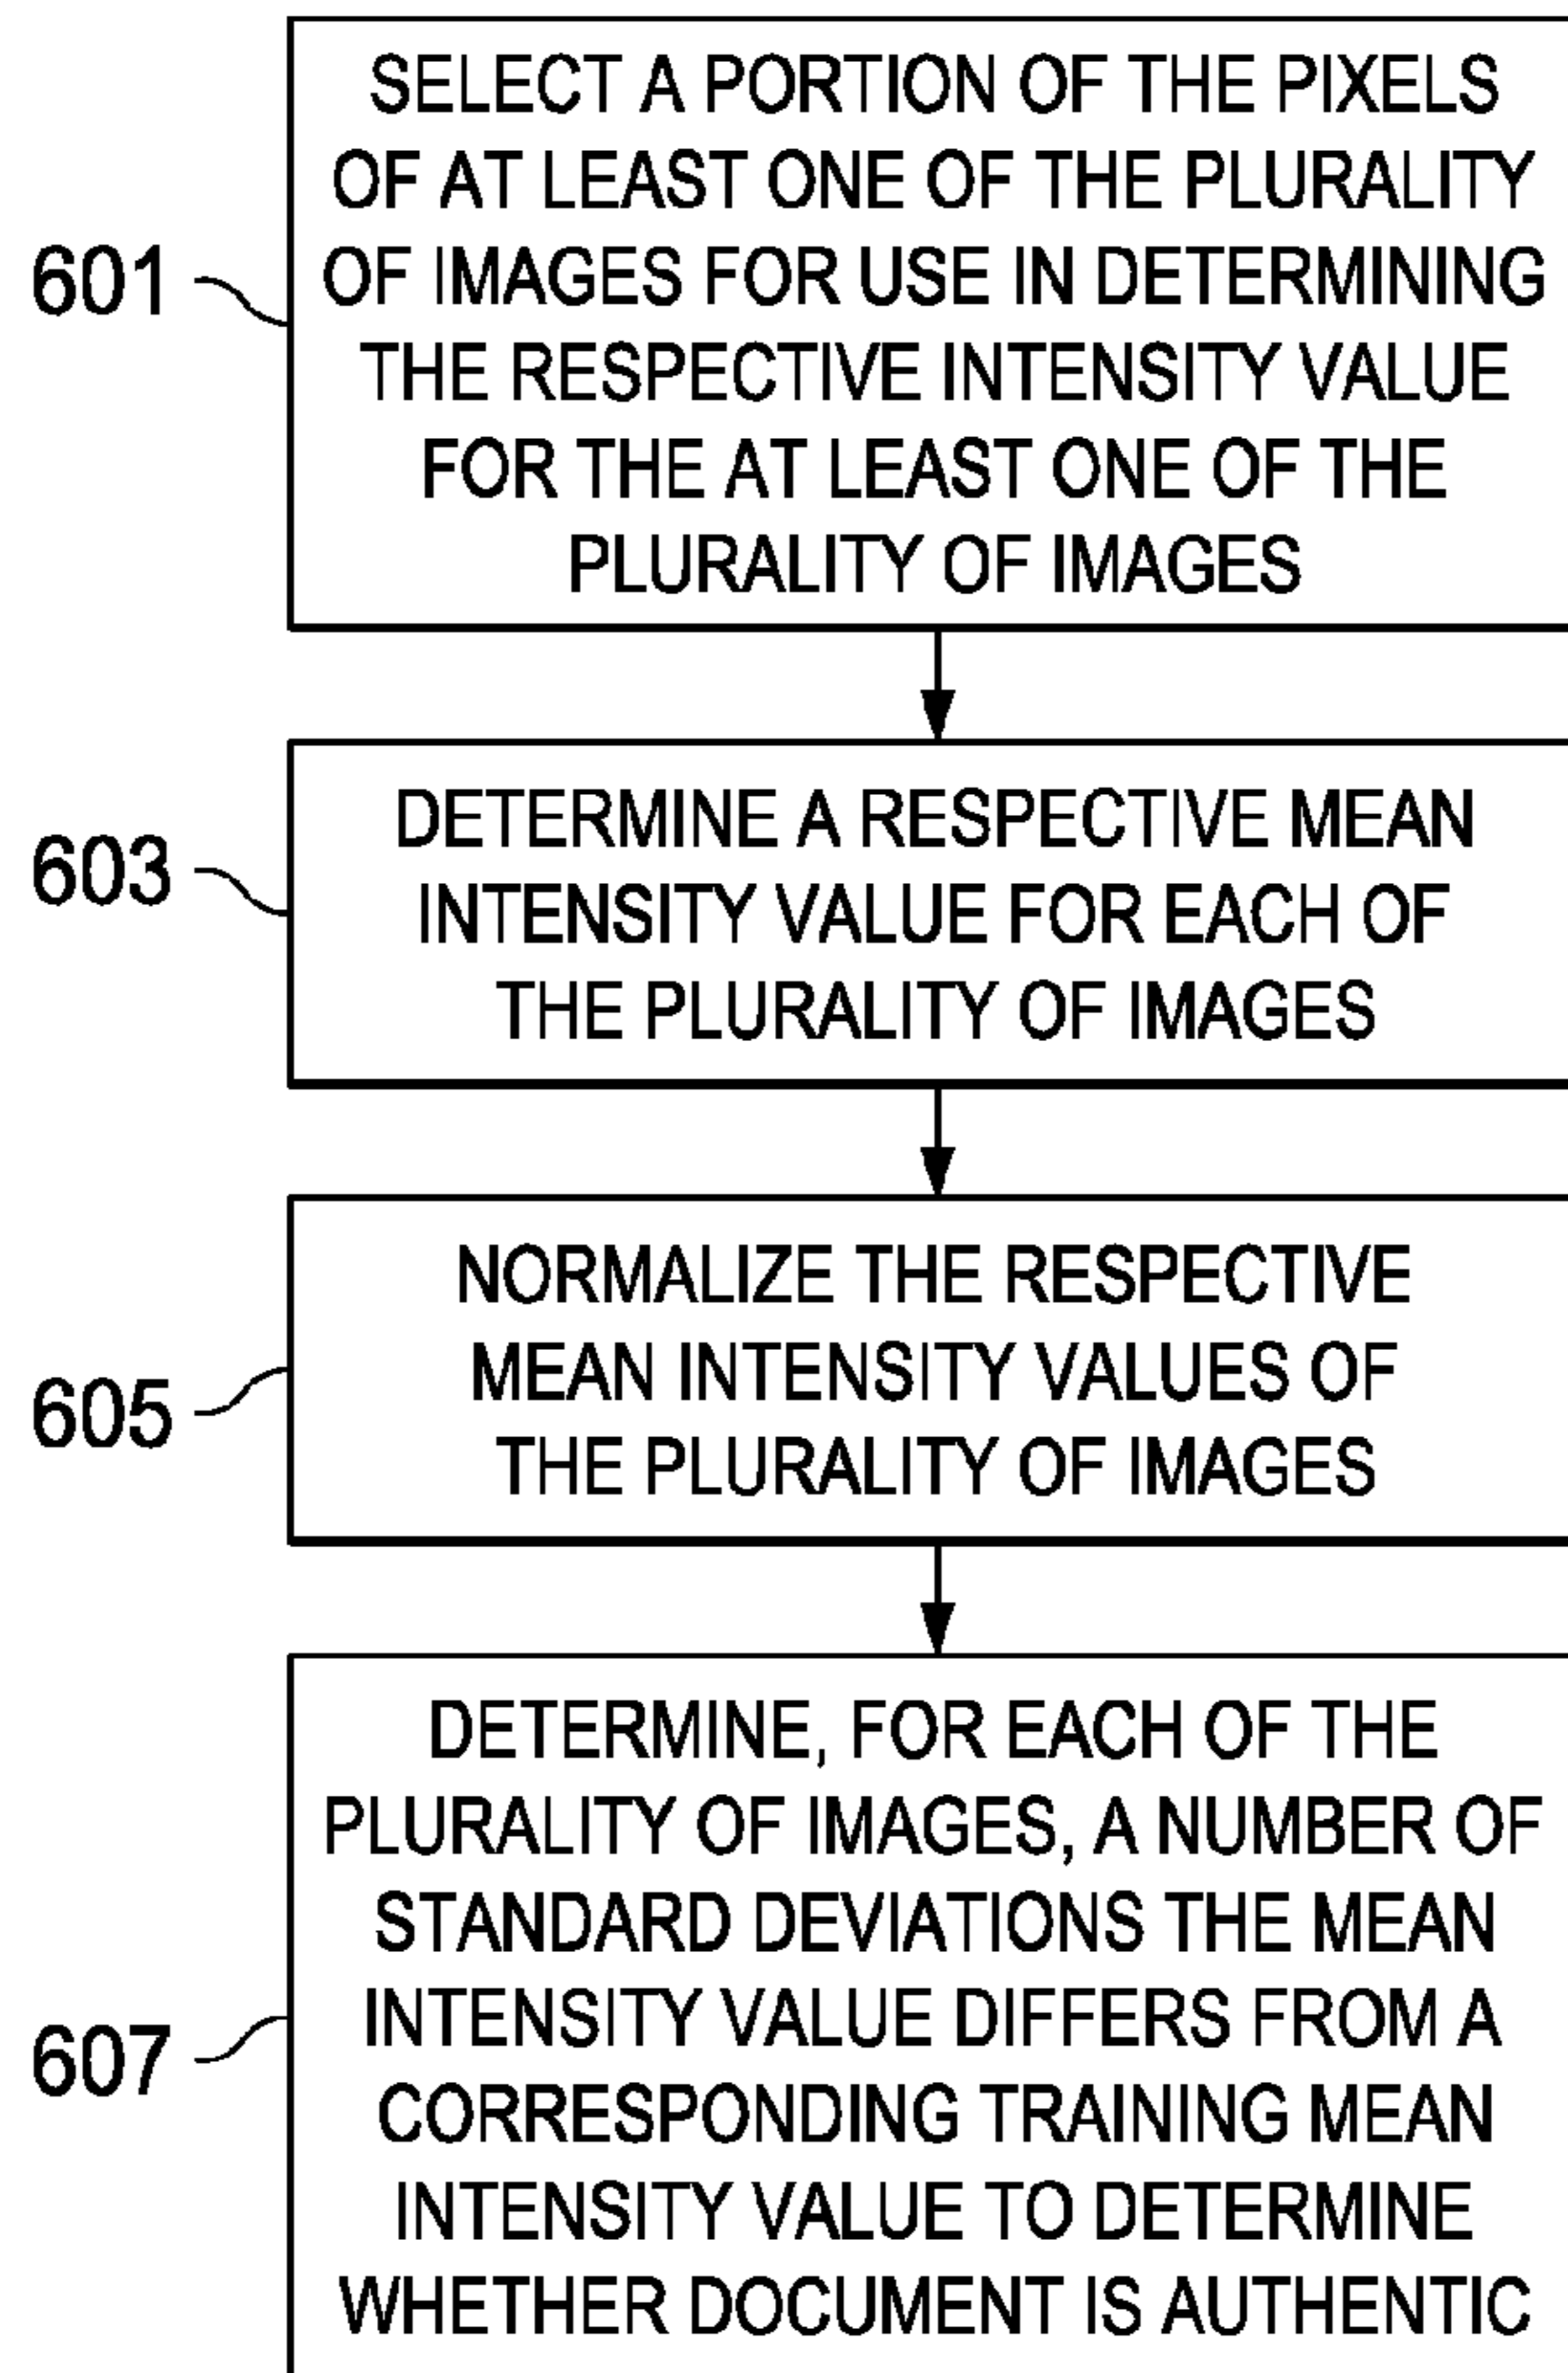 601
SELECT A PORTION OF THE PIXELS
OF AT LEAST ONE OF THE PLURALITY
OF IMAGES FOR USE IN DETERMINING
THE RESPECTIVE INTENSITY VALUE
FOR THE AT LEAST ONE OF THE
PLURALITY OF IMAGES
603
DETERMINE A RESPECTIVE MEAN
INTENSITY VALUE FOR EACH OF
THE PLURALITY OF IMAGES
605
NORMALIZE THE RESPECTIVE
MEAN INTENSITY VALUES OF
THE PLURALITY OF IMAGES
607
DETERMINE, FOR EACH OF THE
PLURALITY OF IMAGES, A NUMBER OF
STANDARD DEVIATIONS THE MEAN
INTENSITY VALUE DIFFERS FROM A
CORRESPONDING TRAINING MEAN
INTENSITY VALUE TO DETERMINE
WHETHER DOCUMENT IS AUTHENTIC